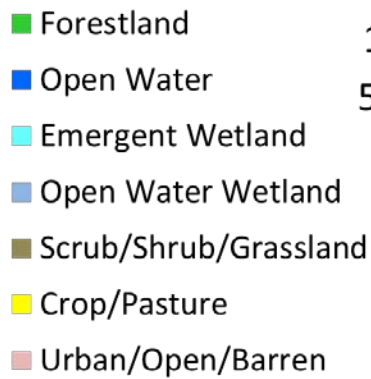 Forestland
Open Water
Emergent Wetland
Open Water Wetland
Scrub/Shrub/Grassland
Crop/Pasture
Urban/Open/Barren